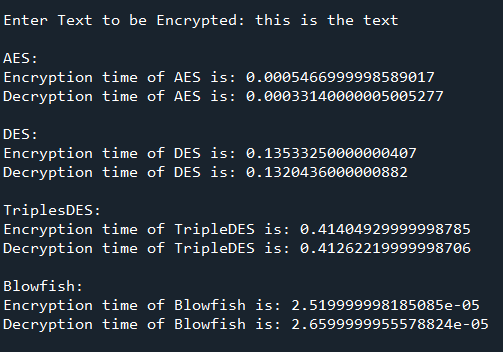 Enter Text to be Encrypted: this is the text
AES:
Encryption time of AES is: 0.0005466999998589017
Decryption time of AES is: 0.00033140000005005277
DES:
Encryption time of DES is: 0.13533250000000407
Decryption time of DES is: 0.1320436000000882
TriplesDES:
Encryption time of TripleDES is: 0.41404929999998785
Decryption time of TripleDES is: 0.41262219999998706
Blowfish:
Encryption time of Blowfish is: 2.519999998185085e-05
Decryption time of Blowfish is: 2.6599999955578824e-05